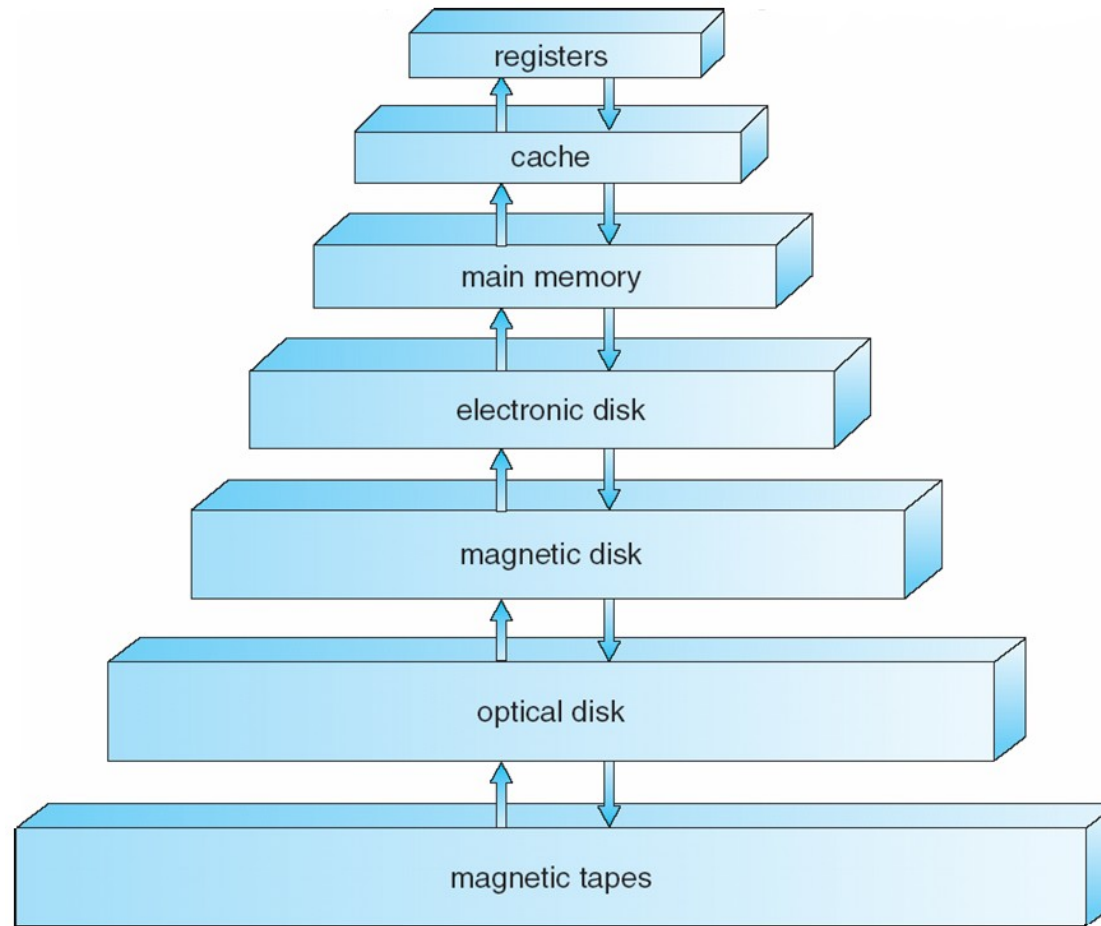 registers
cache
main memory
electronic disk
magnetic disk
optical disk
magnetic tapes